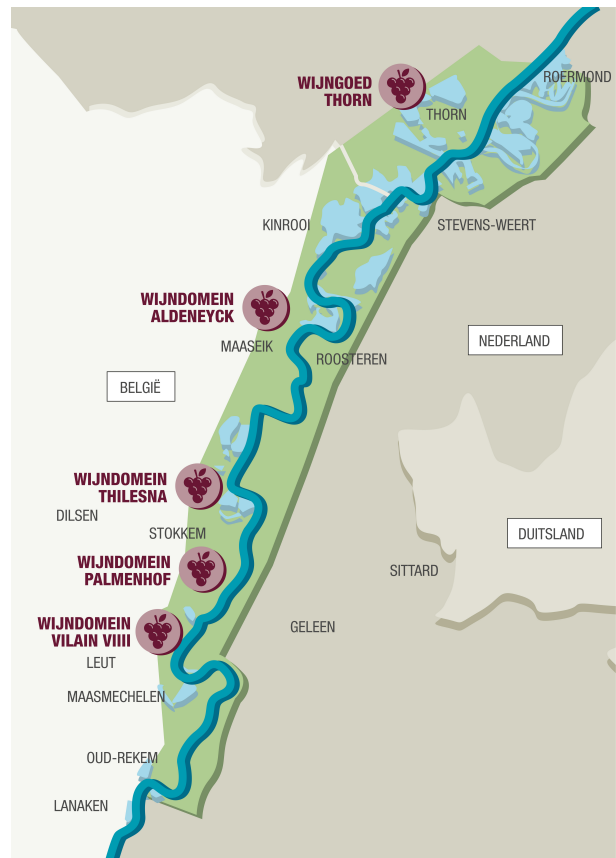 ROERMOND
WIJNGOED
THORN
THORN
KINROOI
STEVENS-WEERT
WIJNDOMEIN
ALDENEYCK
MAASEIK
ROOSTEREN
NEDERLAND
BELGIË
WIJNDOMEIN
THILESNA
DILSEN
STOKKEM
DUITSLAND
WIJNDOMEIN
PALMENHOF
SITTARD
WIJNDOMEIN
VILAIN VIIII
GELEEN
LEUT
MAASMECHELEN
OUD-REKEM
LANAKEN